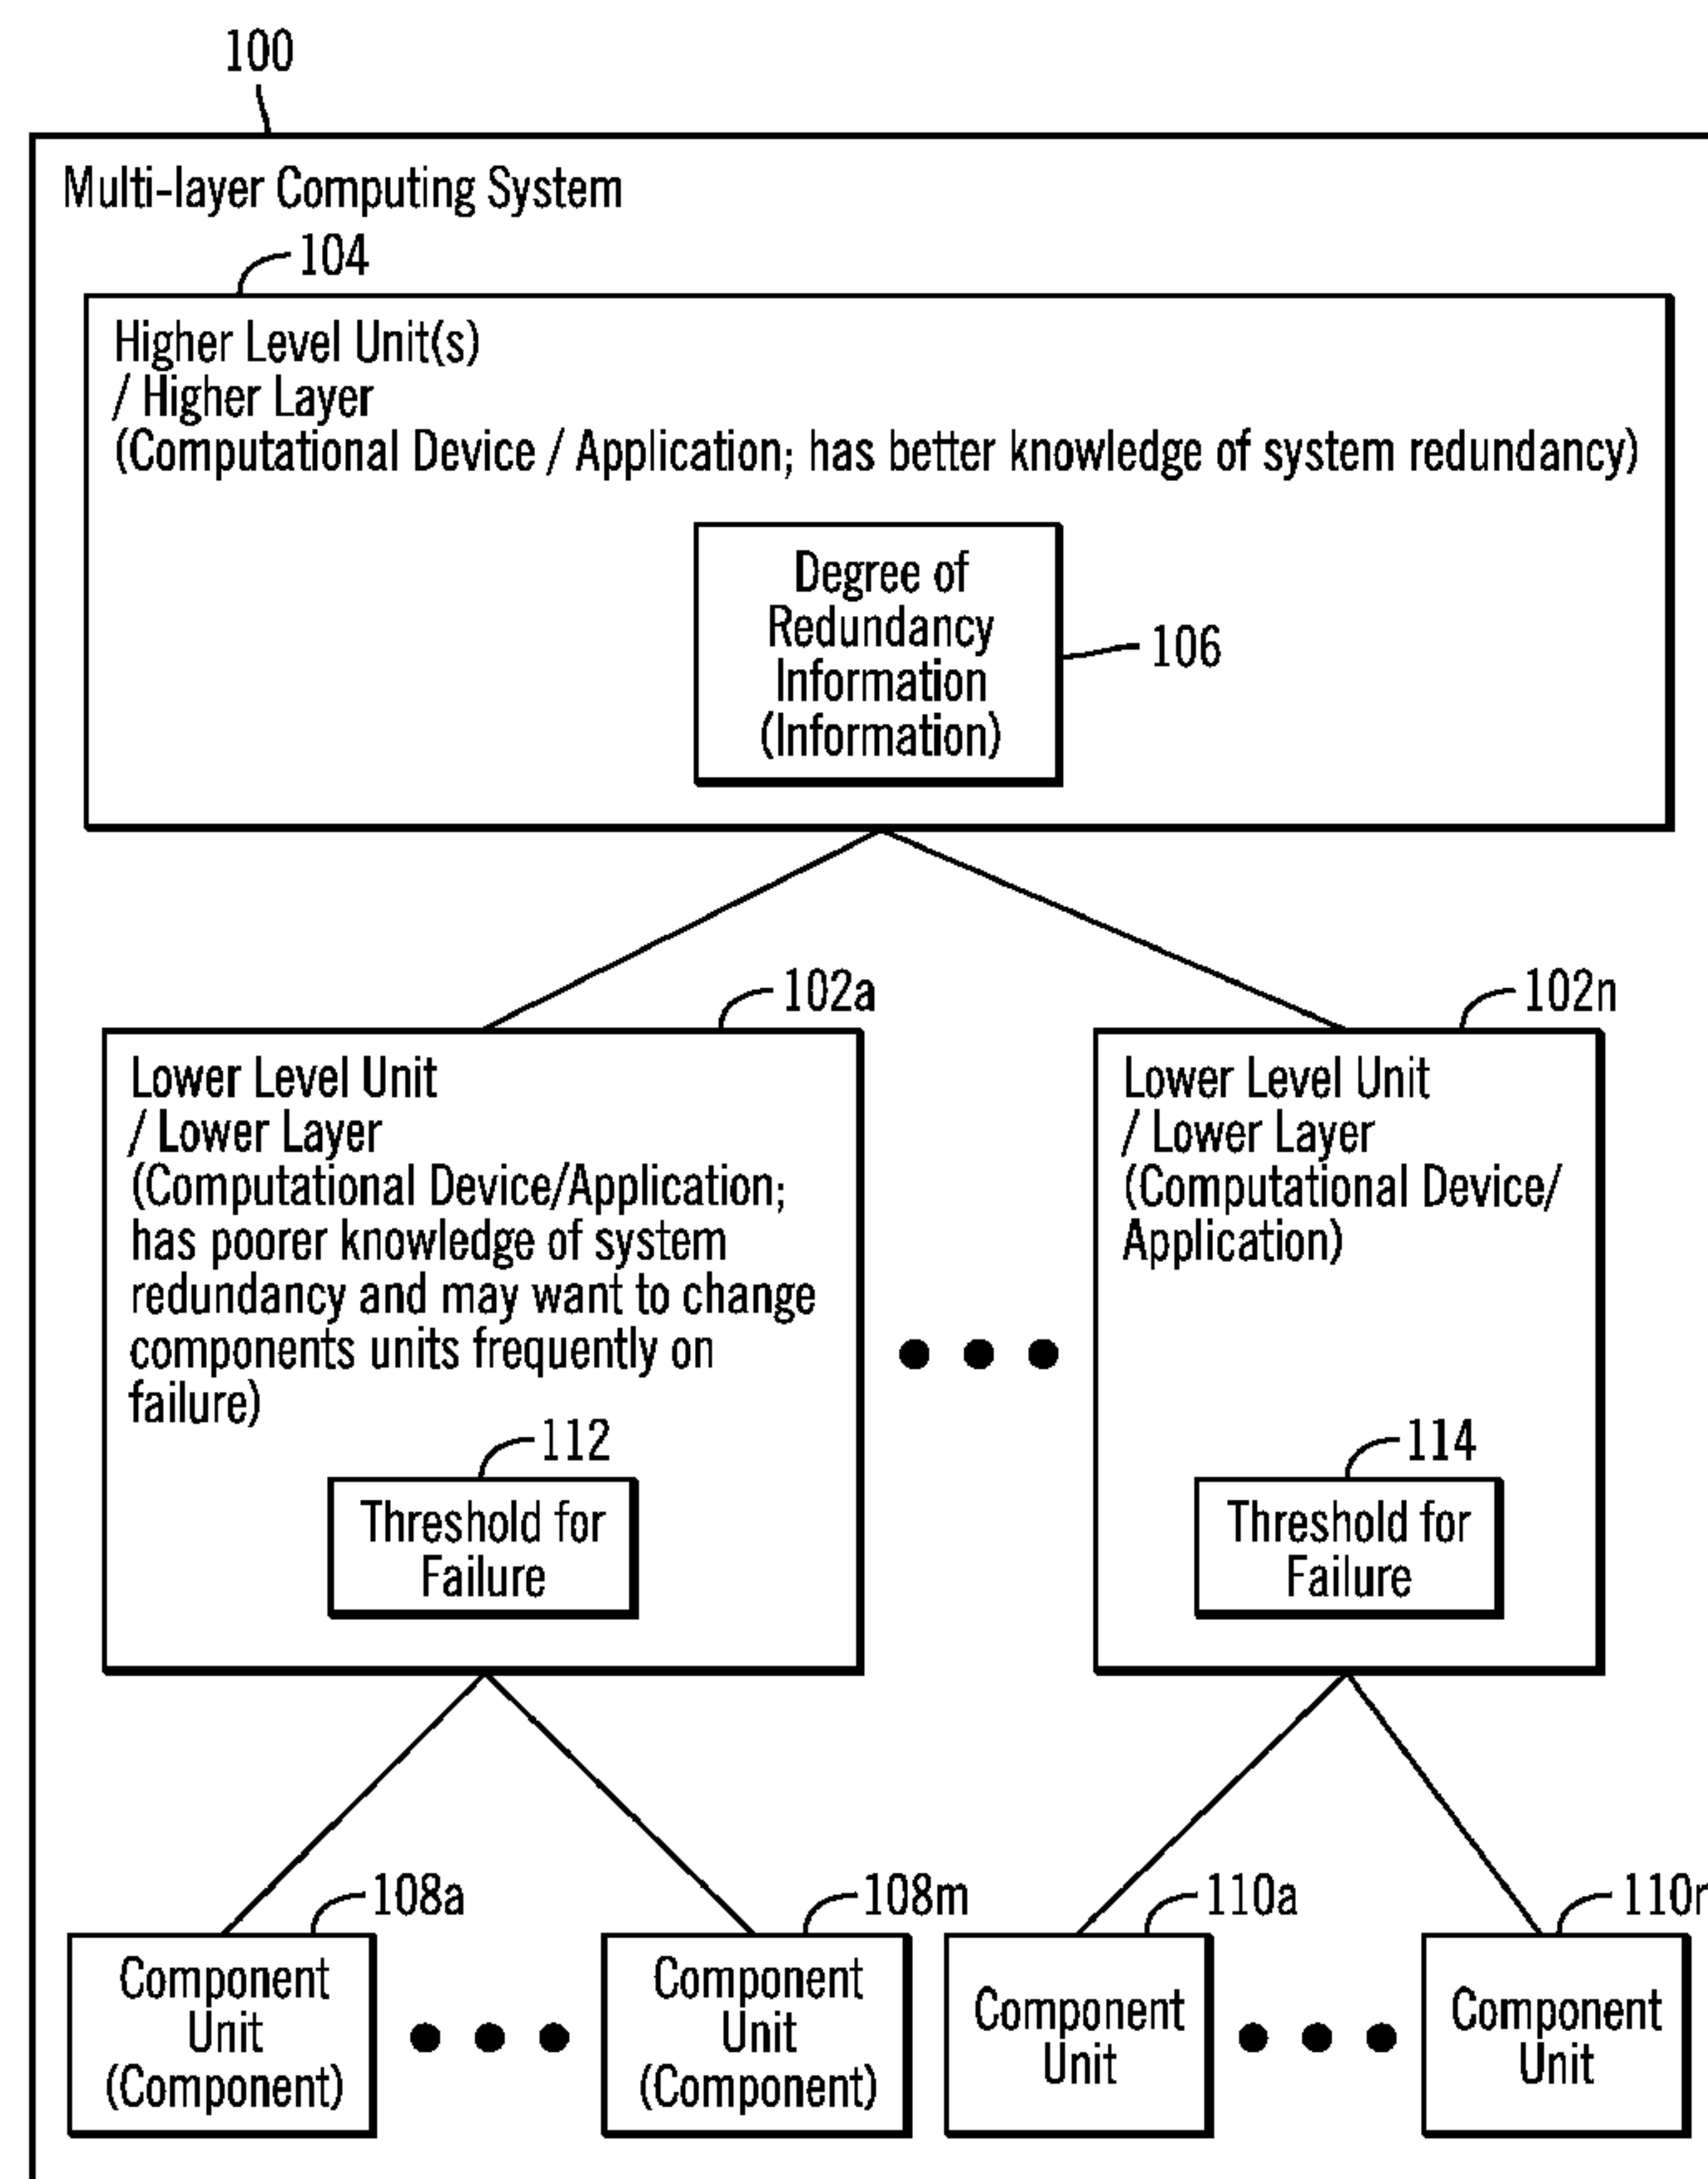 100
Multi-layer Computing System
104
Higher Level Unit(s)
/ Higher Layer
(Computational Device / Application; has better knowledge of system redundancy)
Degree of
Redundancy
Information
(Information)
106
102a
Lower Level Unit
/ Lower Layer
(Computational Device/Application;
has poorer knowledge of system
redundancy and may want to change
components units frequently on
failure)
112
Threshold for
Failure
102n
Lower Level Unit
/ Lower Layer
(Computational Device/
Application)
114
Threshold for
Failure
108a
Component
Unit
(Component)
108m
Component
Unit
(Component)
110a
Component
Unit
Component
Unit